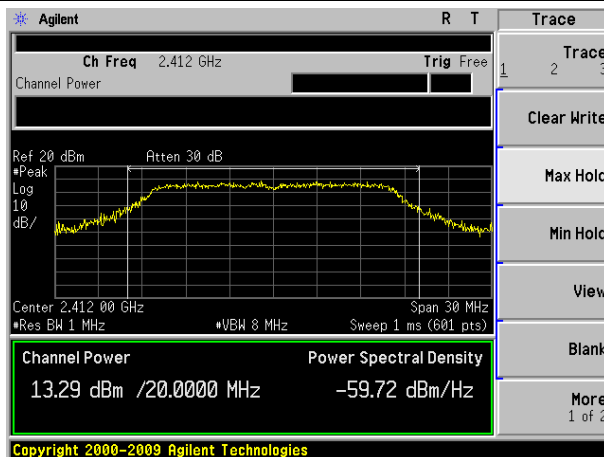 Agilent R T Trace
Ch Freq 2.412 GHz Trig Free
Channel Power
Trace
1 2 3
Clear Write
Max Hold
Min Hold
View
Blank
More
1 of 2
Ref 20 dBm Atten 30 dB
#Peak
Log
10
dB/
Center 2.412 00 GHz Span 30 MHz
#Res BW 1 MHz #VBW 8 MHz Sweep 1 ms (601 pts)
Channel Power Power Spectral Density
13.29 dBm /20.0000 MHz -59.72 dBm/Hz
Copyright 2000-2009 Agilent Technologies